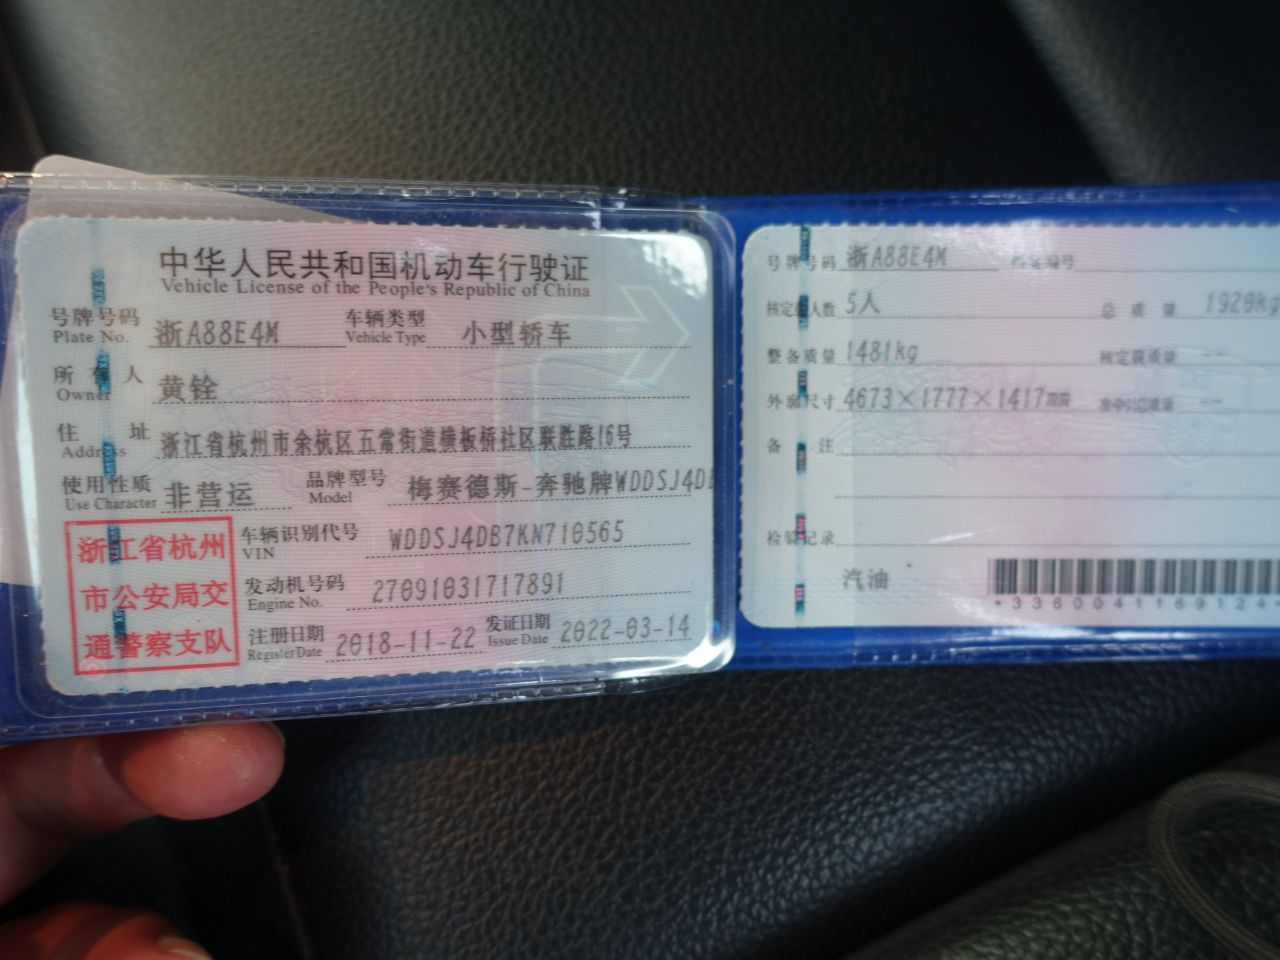 中华人民共和国机动车行驶证
Vehicle License of the People's Republic of China
号牌号码 浙A88E4M 车辆类型 小型轿车
Plate No. Vehicle Type
所有人 黄铨
Owner
住址 浙江省杭州市余杭区五常街道横板桥社区联胜路16号
Address
使用性质 非营运 品牌型号 梅赛德斯-奔驰牌WDDSJ4D
Use Character Model
浙江省杭州
市公安局交
通警察支队
车辆识别代号 WDDSJ4DB7KN710565
VIN
发动机号码 27091031717891
Engine No.
注册日期 2018-11-22 发证日期 2022-03-14
Register Date Issue Date
号牌号码 浙A88E4M 档案编号
核定载人数 5人 总质量 1920kg
整备质量 1481kg 核定载质量 --
外廓尺寸 4673×1777×1417mm 准牵引总质量 --
备注
检验记录
汽油
*3360041189124*